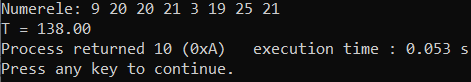 Numerele: 9 20 20 21 3 19 25 21
T = 138.00
Process returned 10 (0xA)   execution time : 0.053 s
Press any key to continue.